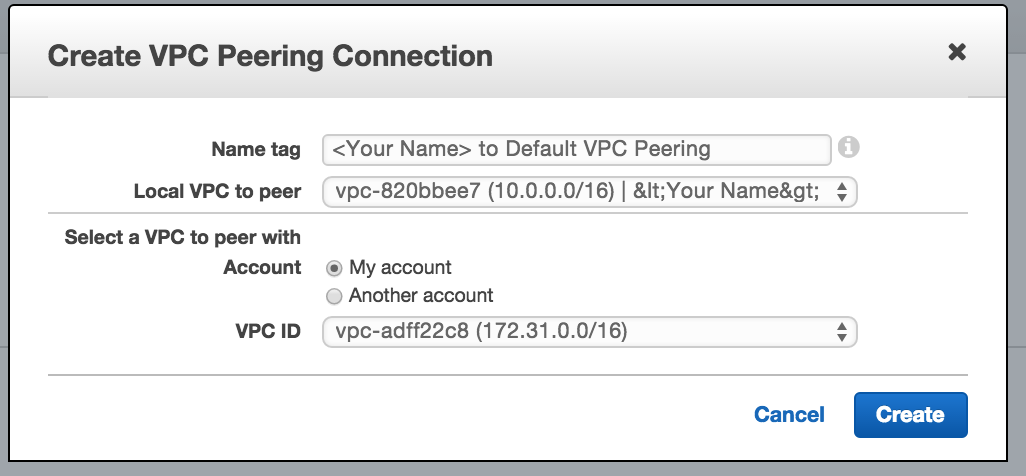 Create VPC Peering Connection
Name tag <Your Name> to Default VPC Peering
Local VPC to peer vpc-820bbee7 (10.0.0.0/16) | &lt;Your Name&gt;
Select a VPC to peer with
Account My account
Another account
VPC ID vpc-adff22c8 (172.31.0.0/16)
Cancel Create